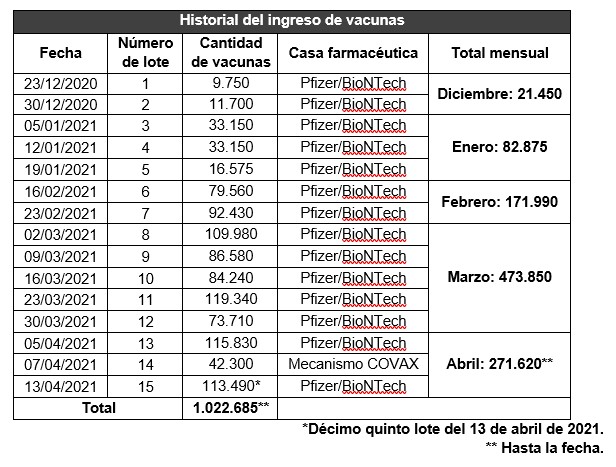 Historial del ingreso de vacunas
Fecha Número de lote Cantidad de vacunas Casa farmacéutica Total mensual
23/12/2020 1 9.750 Pfizer/BioNTech Diciembre: 21.450
30/12/2020 2 11.700 Pfizer/BioNTech
05/01/2021 3 33.150 Pfizer/BioNTech Enero: 82.875
12/01/2021 4 33.150 Pfizer/BioNTech
19/01/2021 5 16.575 Pfizer/BioNTech
16/02/2021 6 79.560 Pfizer/BioNTech Febrero: 171.990
23/02/2021 7 92.430 Pfizer/BioNTech
02/03/2021 8 109.980 Pfizer/BioNTech Marzo: 473.850
09/03/2021 9 86.580 Pfizer/BioNTech
16/03/2021 10 84.240 Pfizer/BioNTech
23/03/2021 11 119.340 Pfizer/BioNTech
30/03/2021 12 73.710 Pfizer/BioNTech
05/04/2021 13 115.830 Pfizer/BioNTech Abril: 271.620**
07/04/2021 14 42.300 Mecanismo COVAX
13/04/2021 15 113.490* Pfizer/BioNTech
Total 1.022.685**
*Décimo quinto lote del 13 de abril de 2021.
** Hasta la fecha.